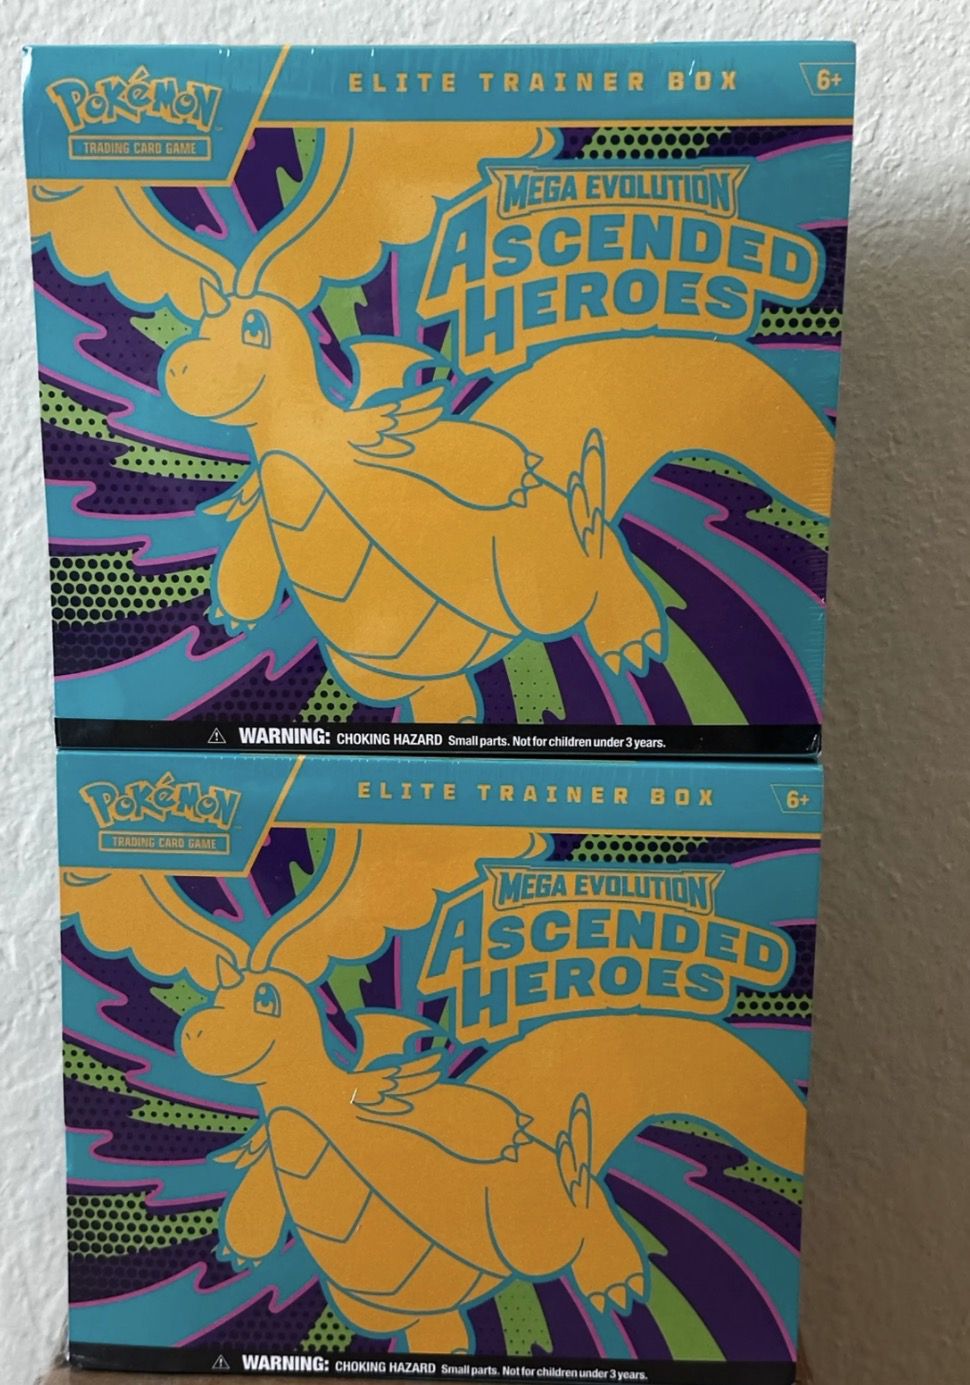 POKéMON
TRADING CARD GAME
ELITE TRAINER BOX
6+
MEGA EVOLUTION
ASCENDED
HEROES
WARNING: CHOKING HAZARD Small parts. Not for children under 3 years.
POKéMON
TRADING CARD GAME
ELITE TRAINER BOX
6+
MEGA EVOLUTION
ASCENDED
HEROES
WARNING: CHOKING HAZARD Small parts. Not for children under 3 years.